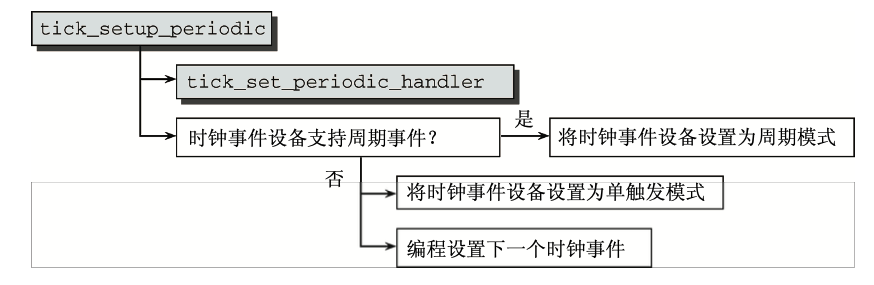 tick_setup_periodic
tick_set_periodic_handler
时钟事件设备支持周期事件？
是
将时钟事件设备设置为周期模式
否
将时钟事件设备设置为单触发模式
编程设置下一个时钟事件